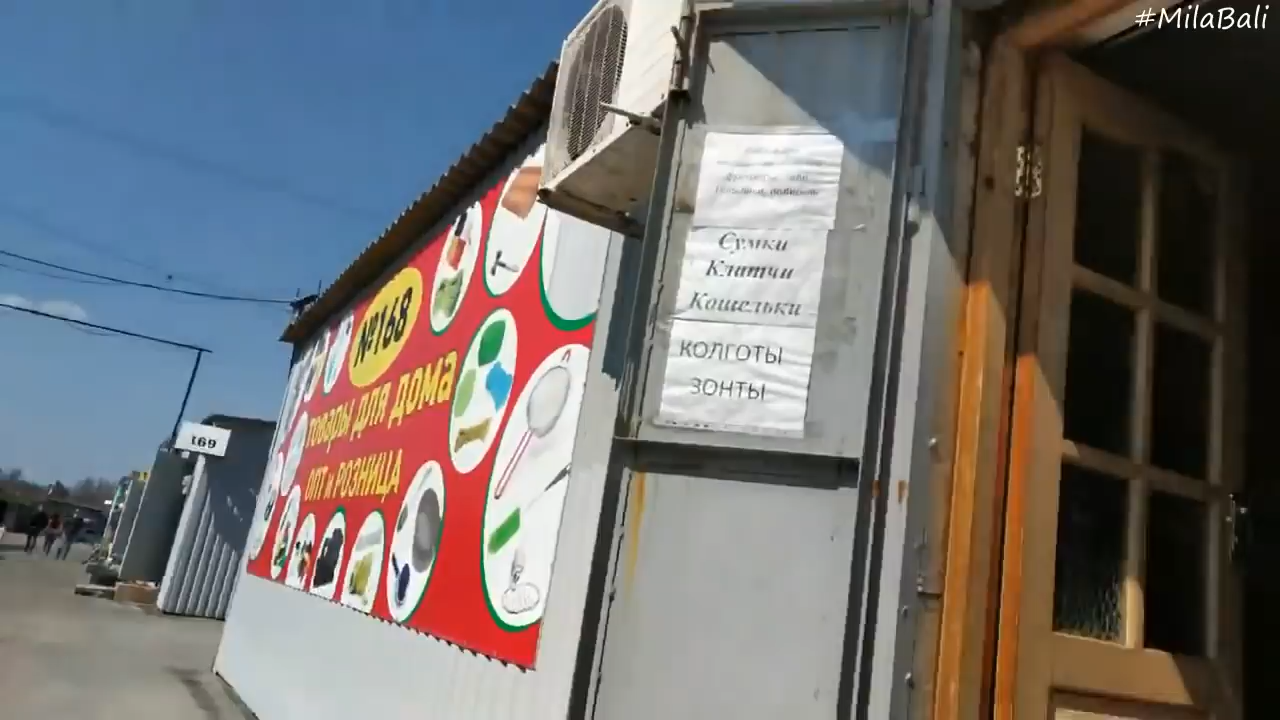 #MilaBali
№168
товары для дома
ОПТ и РОЗНИЦА
169
Сумки
Клатчи
Кошельки
КОЛГОТЫ
ЗОНТЫ